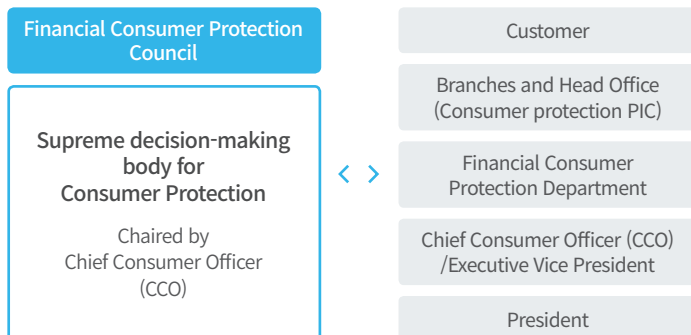 Financial Consumer Protection
Council
Supreme decision-making
body for
Consumer Protection
Chaired by
Chief Consumer Officer
(CCO)
Customer
Branches and Head Office
(Consumer protection PIC)
Financial Consumer
Protection Department
Chief Consumer Officer (CCO)
/Executive Vice President
President